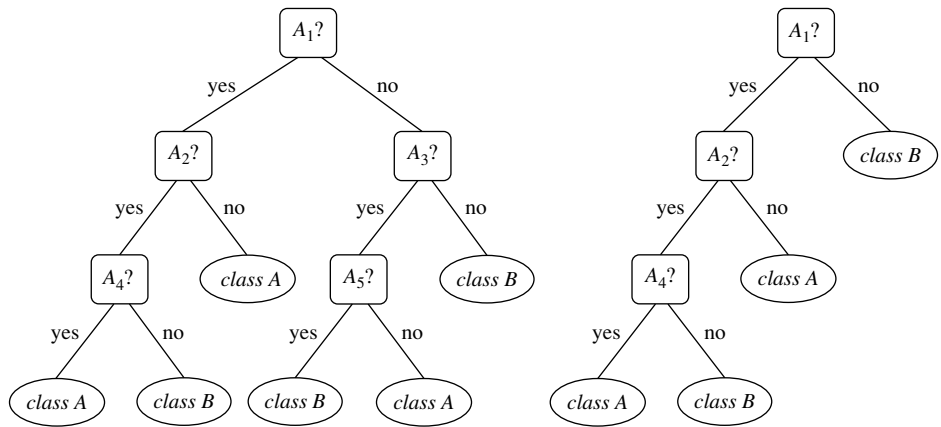 A₁?
yes
no
A₂?
A₃?
yes
no
yes
no
A₄?
class A
A₅?
class B
yes
no
yes
no
class A
class B
class B
class A
A₁?
yes
no
A₂?
class B
yes
no
A₄?
class A
yes
no
class A
class B